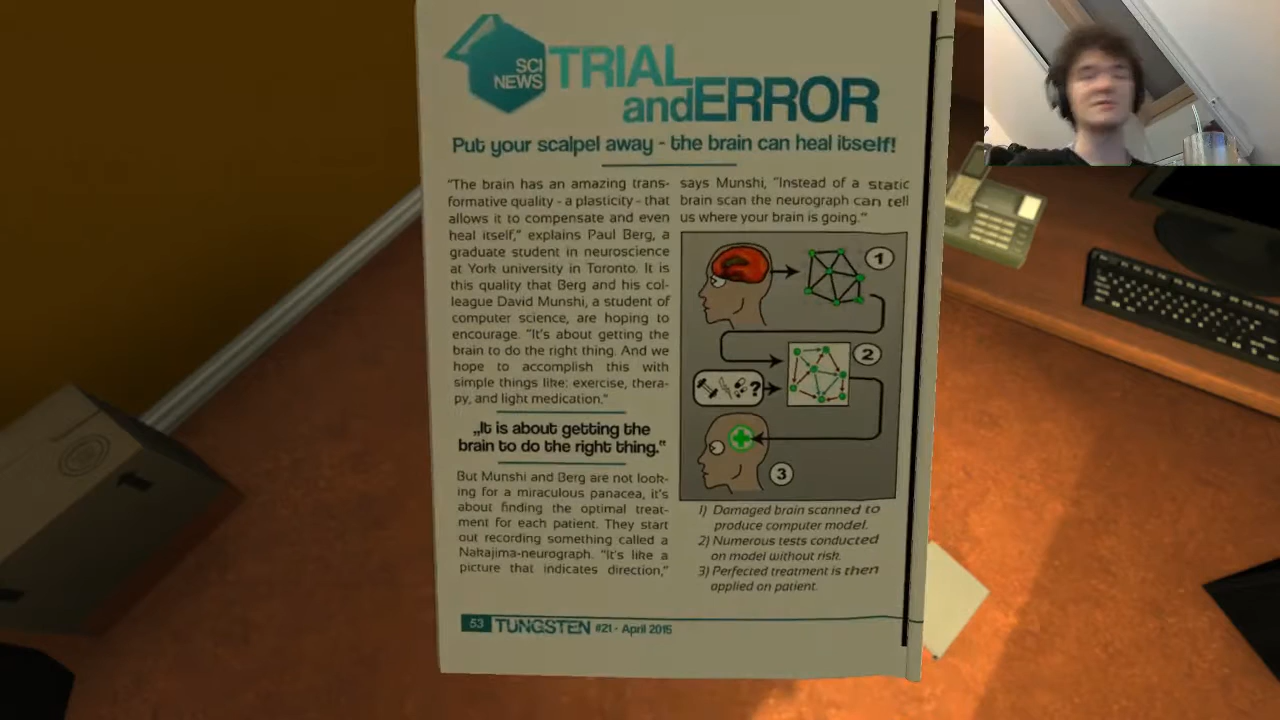 SCI
NEWS
TRIAL
andERROR
Put your scalpel away - the brain can heal itself!
"The brain has an amazing trans-
formative quality - a plasticity - that
allows it to compensate and even
heal itself," explains Paul Berg, a
graduate student in neuroscience
at York university in Toronto. It is
this quality that Berg and his col-
league David Munshi, a student of
computer science, are hoping to
encourage. "It's about getting the
brain to do the right thing. And we
hope to accomplish this with
simple things like: exercise, thera-
py, and light medication."
„It is about getting the
brain to do the right thing."
But Munshi and Berg are not look-
ing for a miraculous panacea, it's
about finding the optimal treat-
ment for each patient. They start
out recording something called a
Nakajima-neurograph. "It's like a
picture that indicates direction,"
says Munshi, "Instead of a static
brain scan the neurograph can tell
us where your brain is going."
1
2
?
3
1) Damaged brain scanned to
produce computer model.
2) Numerous tests conducted
on model without risk.
3) Perfected treatment is then
applied on patient.
53 TUNGSTEN #21 - April 2015